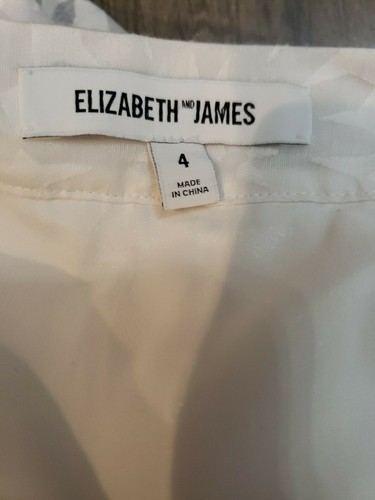 ELIZABETH AND JAMES
4
MADE
IN CHINA